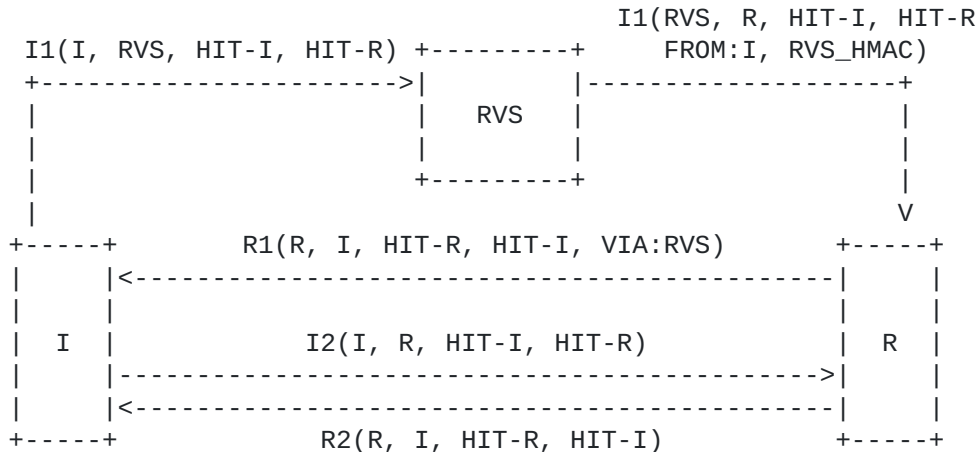 I1(RVS, R, HIT-I, HIT-R
I1(I, RVS, HIT-I, HIT-R)
FROM:I, RVS_HMAC)
RVS
R1(R, I, HIT-R, HIT-I, VIA:RVS)
I
I2(I, R, HIT-I, HIT-R)
R
R2(R, I, HIT-R, HIT-I)